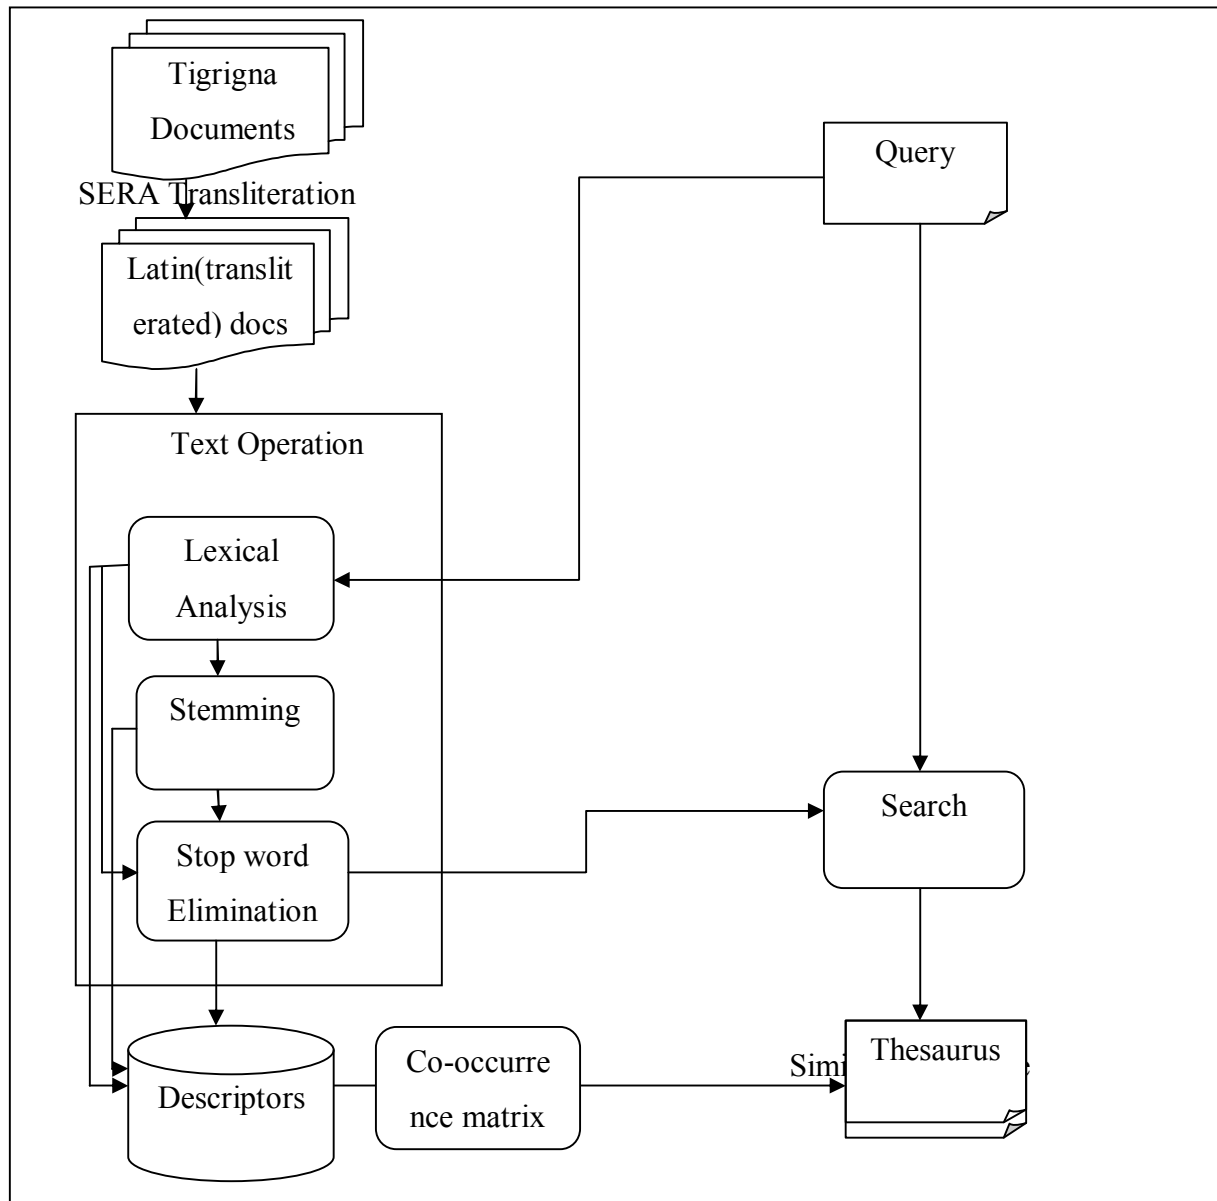 Tigrigna
Documents
Query
SERA Transliteration
Latin(translit
erated) docs
Text Operation
Lexical
Analysis
Stemming
Search
Stop word
Elimination
Descriptors
Co-occurre
nce matrix
Thesaurus